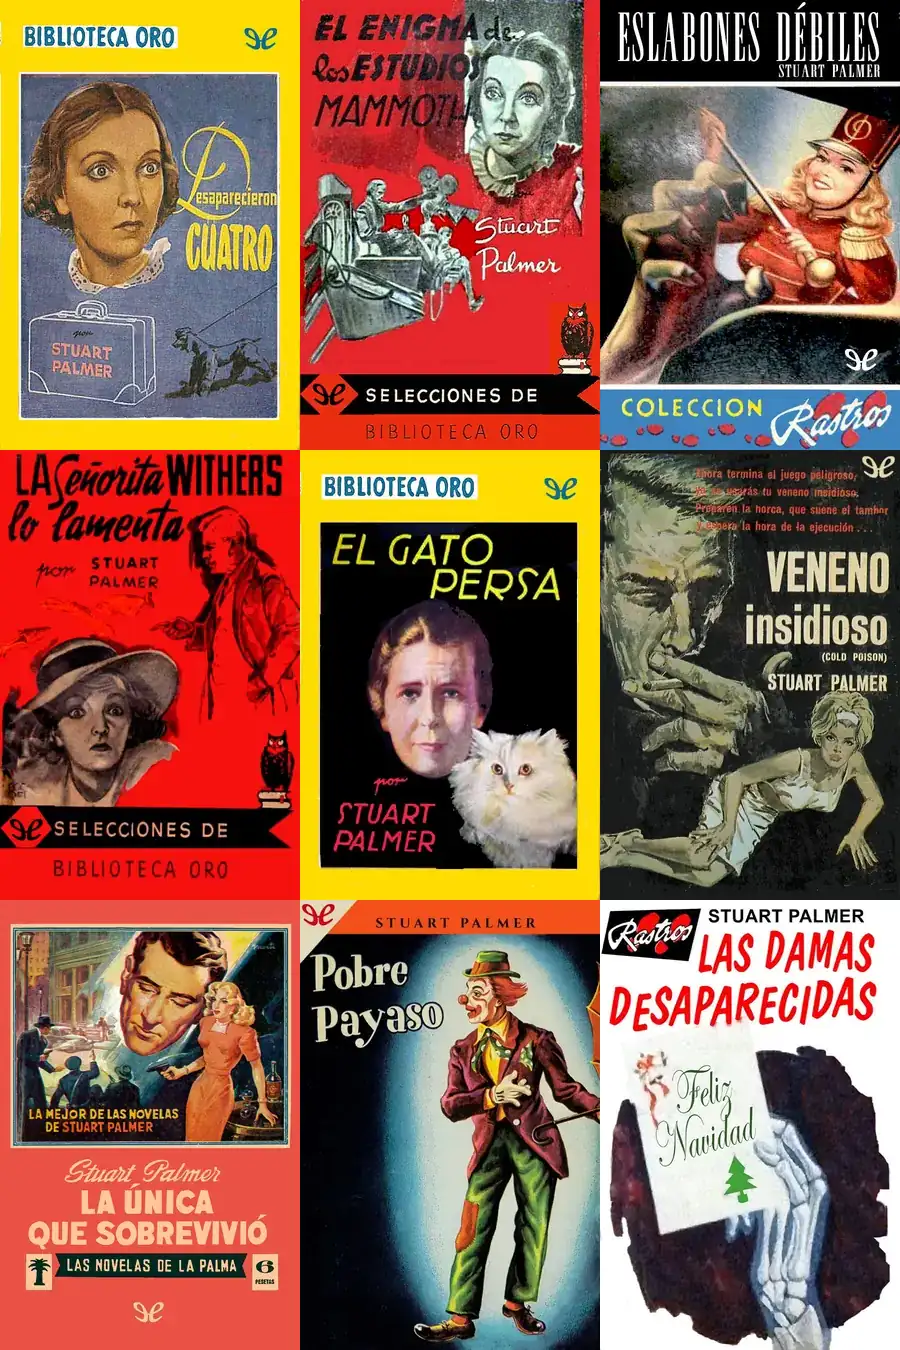 BIBLIOTECA ORO
Desaparecieron
CUATRO
por
STUART
PALMER
EL ENIGMA de
los ESTUDIOS
MAMMOTH
por
Stuart
Palmer
SELECCIONES DE
BIBLIOTECA ORO
ESLABONES DÉBILES
STUART PALMER
COLECCION
Rastros
LA Señorita WITHERS
lo lamenta
por STUART
PALMER
SELECCIONES DE
BIBLIOTECA ORO
BIBLIOTECA ORO
EL GATO
PERSA
por
STUART
PALMER
Ahora termina el juego peligroso,
tu veneno insidioso.
Preparen la horca, que suene el tambor
la hora de la ejecución...
VENENO
insidioso
(COLD POISON)
STUART PALMER
LA MEJOR DE LAS NOVELAS
DE STUART PALMER
Stuart Palmer
LA ÚNICA
QUE SOBREVIVIÓ
LAS NOVELAS DE LA PALMA
6
PESETAS
STUART PALMER
Pobre
Payaso
Rastros
STUART PALMER
LAS DAMAS
DESAPARECIDAS
Feliz
Navidad